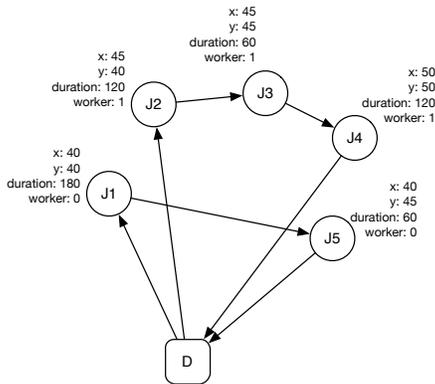 x: 45
y: 45
duration: 60
worker: 1
J3
x: 45
y: 40
duration: 120
worker: 1
J2
x: 50
y: 50
duration: 120
worker: 1
J4
x: 40
y: 40
duration: 180
worker: 0
J1
x: 40
y: 45
duration: 60
worker: 0
J5
D